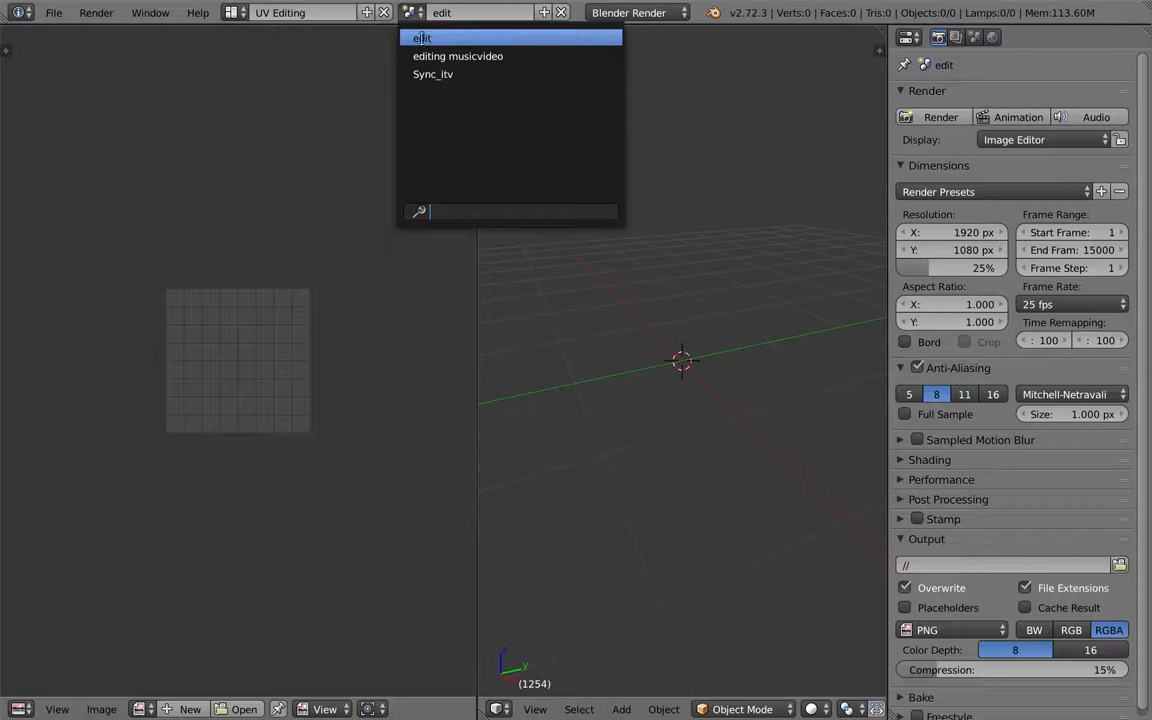 File Render Window Help UV Editing edit Blender Render v2.72.3 | Verts:0 | Faces:0 | Tris:0 | Objects:0/0 | Lamps:0/0 | Mem:113.60M
edit
editing musicvideo
Sync_itv
edit
Render
Render Animation Audio
Display: Image Editor
Dimensions
Render Presets
Resolution: Frame Range:
X: 1920 px Start Frame: 1
Y: 1080 px End Fram: 15000
25% Frame Step: 1
Aspect Ratio: Frame Rate:
X: 1.000 25 fps
Y: 1.000 Time Remapping:
Bord Crop : 100 : 100
Anti-Aliasing
5 8 11 16 Mitchell-Netravali
Full Sample Size: 1.000 px
Sampled Motion Blur
Shading
Performance
Post Processing
Stamp
Output
//
Overwrite File Extensions
Placeholders Cache Result
PNG BW RGB RGBA
Color Depth: 8 16
Compression: 15%
Bake
Freestyle
z
y
(1254)
View Image New Open View
View Select Add Object Object Mode